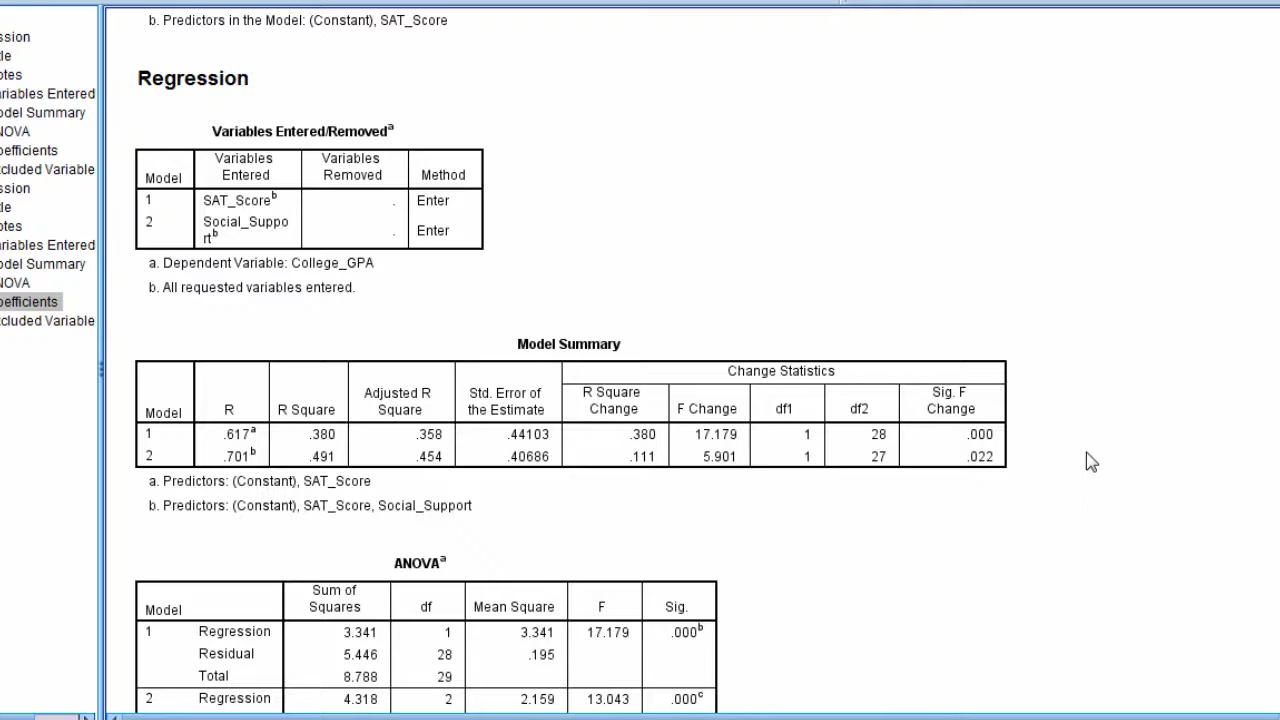 b. Predictors in the Model: (Constant), SAT_Score
ssion
tle
otes
ariables Entered
odel Summary
NOVA
oefficients
xcluded Variable
ssion
tle
otes
ariables Entered
odel Summary
NOVA
oefficients
xcluded Variable
Regression
Variables Entered/Removedᵃ
Model Variables Entered Variables Removed Method
1 SAT_Scoreᵇ . Enter
2 Social_Suppo
rtᵇ . Enter
a. Dependent Variable: College_GPA
b. All requested variables entered.
Model Summary
Change Statistics
Model R R Square Adjusted R Square Std. Error of the Estimate R Square Change F Change df1 df2 Sig. F Change
1 .617ᵃ .380 .358 .44103 .380 17.179 1 28 .000
2 .701ᵇ .491 .454 .40686 .111 5.901 1 27 .022
a. Predictors: (Constant), SAT_Score
b. Predictors: (Constant), SAT_Score, Social_Support
ANOVAᵃ
Model Sum of Squares df Mean Square F Sig.
1 Regression 3.341 1 3.341 17.179 .000ᵇ
Residual 5.446 28 .195
Total 8.788 29
2 Regression 4.318 2 2.159 13.043 .000ᶜ